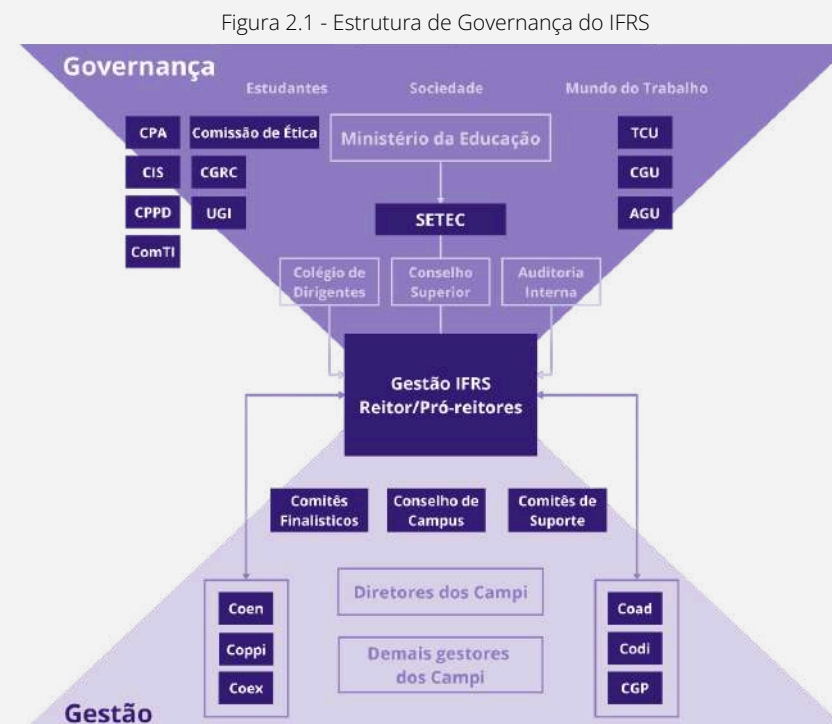 Figura 2.1 - Estrutura de Governança do IFRS
Governança
Estudantes
Sociedade
Mundo do Trabalho
CPA
Comissão de Ética
Ministério da Educação
TCU
CIS
CGRC
CGU
CPPD
UGI
SETEC
AGU
ComTI
Colégio de
Dirigentes
Conselho
Superior
Auditoria
Interna
Gestão IFRS
Reitor/Pró-reitores
Comitês
Finalisticos
Conselho de
Campus
Comitês de
Suporte
Diretores dos Campi
Coen
Coad
Coppi
Codi
Demais gestores
dos Campi
Coex
CGP
Gestão